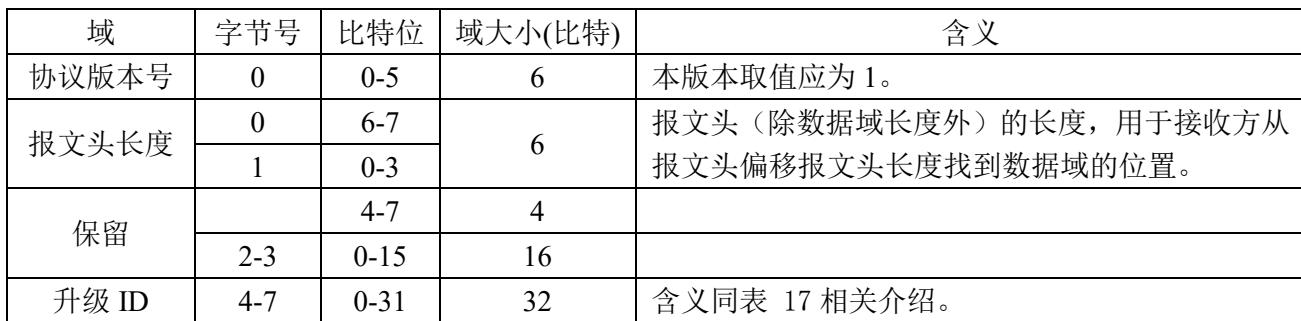 域 字节号 比特位 域大小(比特) 含义
协议版本号 0 0-5 6 本版本取值应为 1。
报文头长度 0 6-7 6 报文头（除数据域长度外）的长度，用于接收方从
1 0-3 报文头偏移报文头长度找到数据域的位置。
保留 4-7 4
2-3 0-15 16
升级 ID 4-7 0-31 32 含义同表 17 相关介绍。